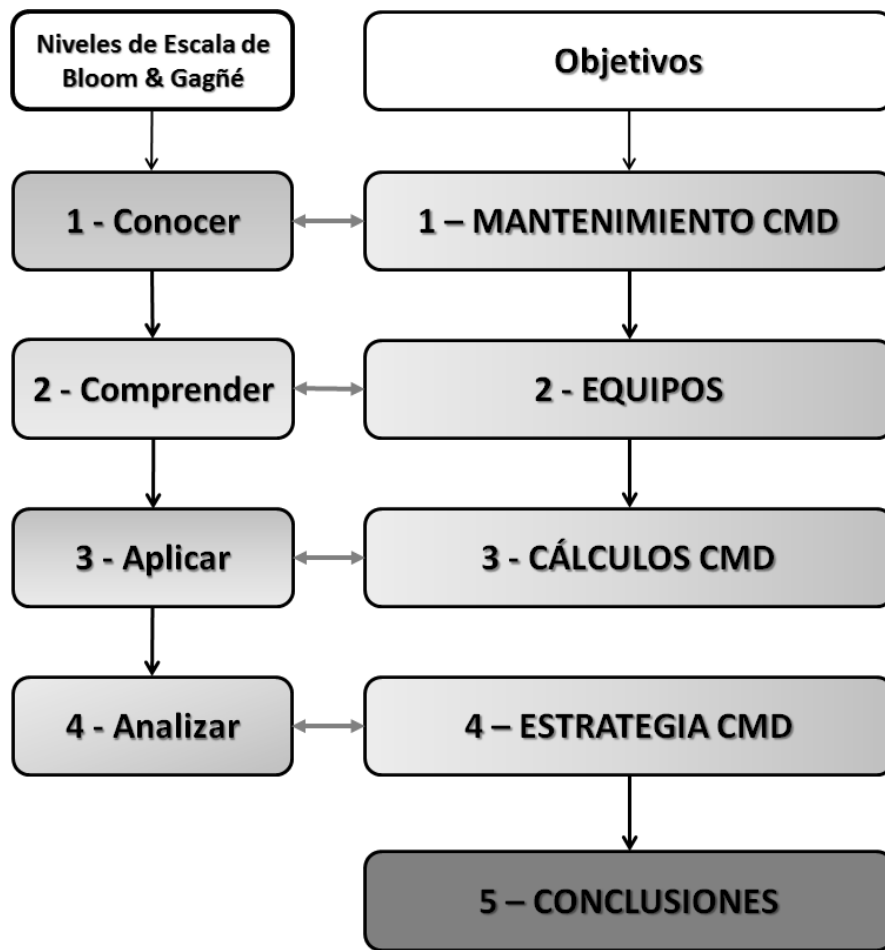 Niveles de Escala de
Bloom & Gagñé
Objetivos
1 - Conocer
1 – MANTENIMIENTO CMD
2 - Comprender
2 - EQUIPOS
3 - Aplicar
3 - CÁLCULOS CMD
4 - Analizar
4 – ESTRATEGIA CMD
5 – CONCLUSIONES